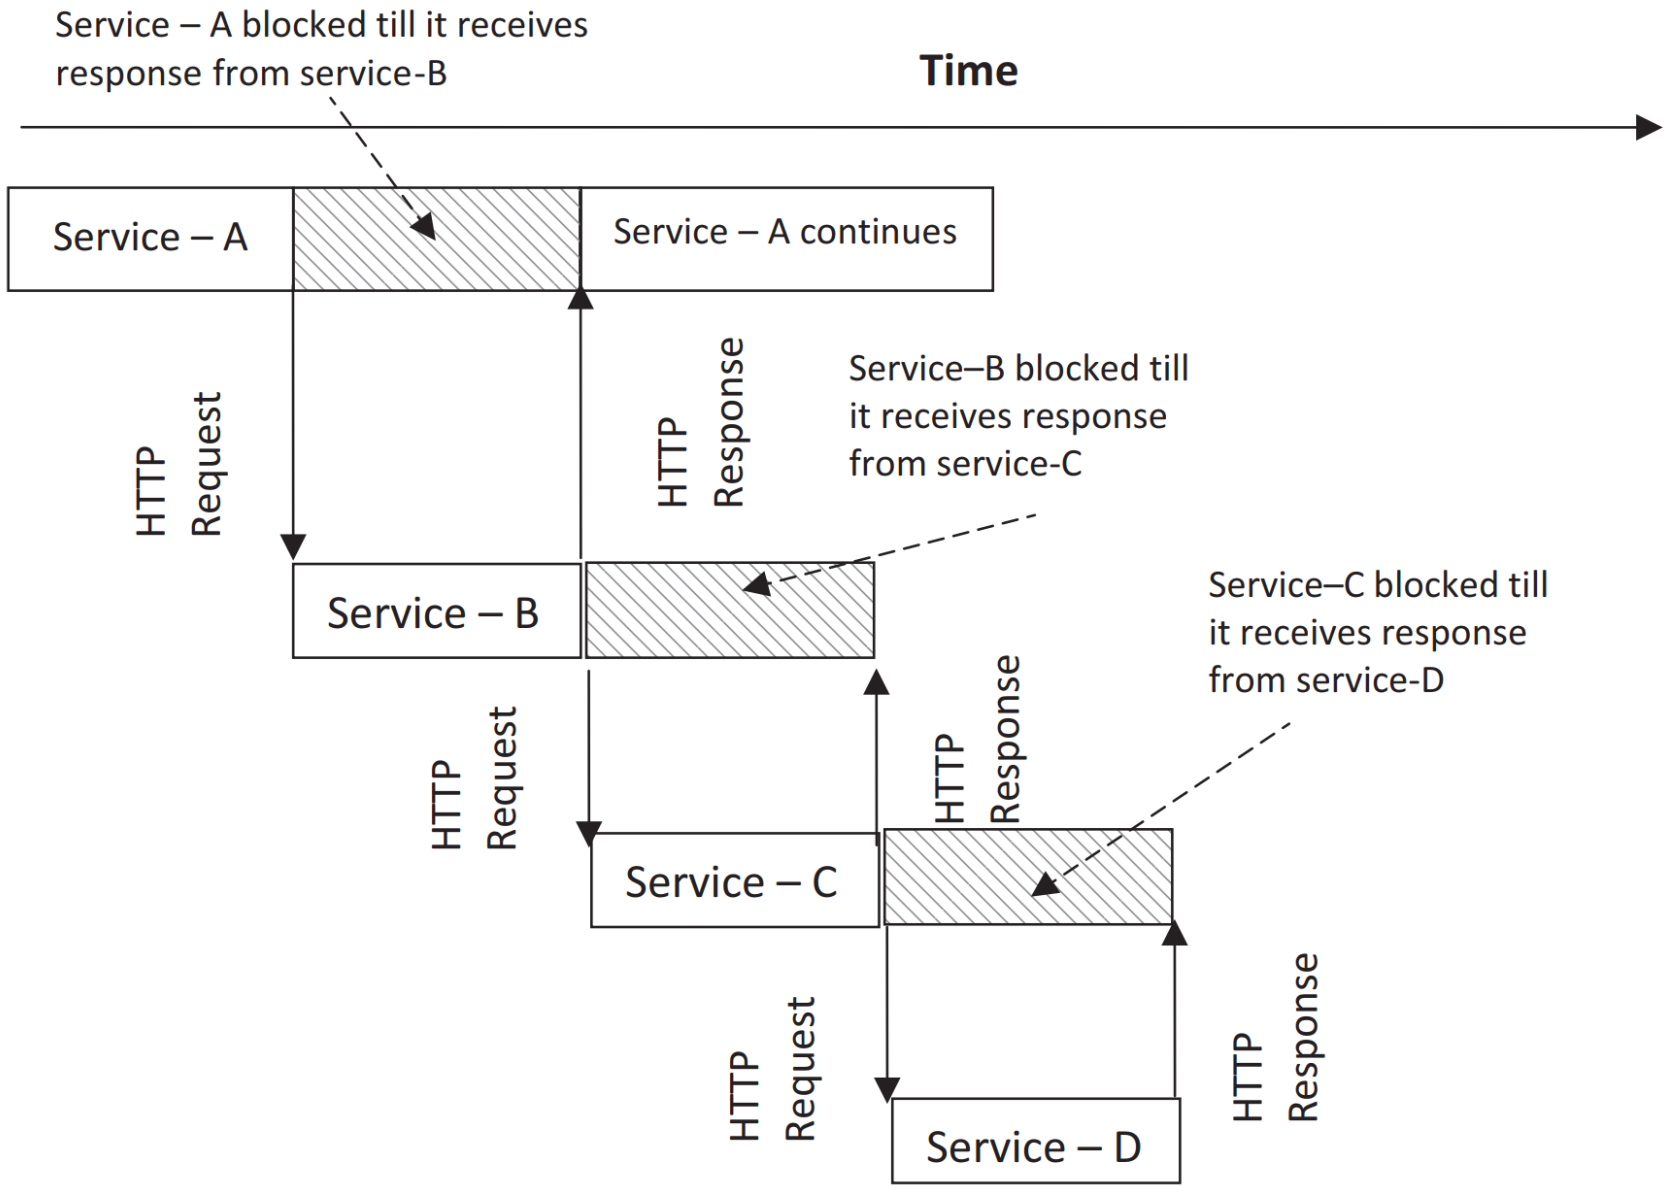 Service – A blocked till it receives
response from service-B
Time
Service – A
Service – A continues
HTTP
Request
HTTP
Response
Service–B blocked till
it receives response
from service-C
Service – B
Service–C blocked till
it receives response
from service-D
HTTP
Request
HTTP
Response
Service – C
HTTP
Request
HTTP
Response
Service – D